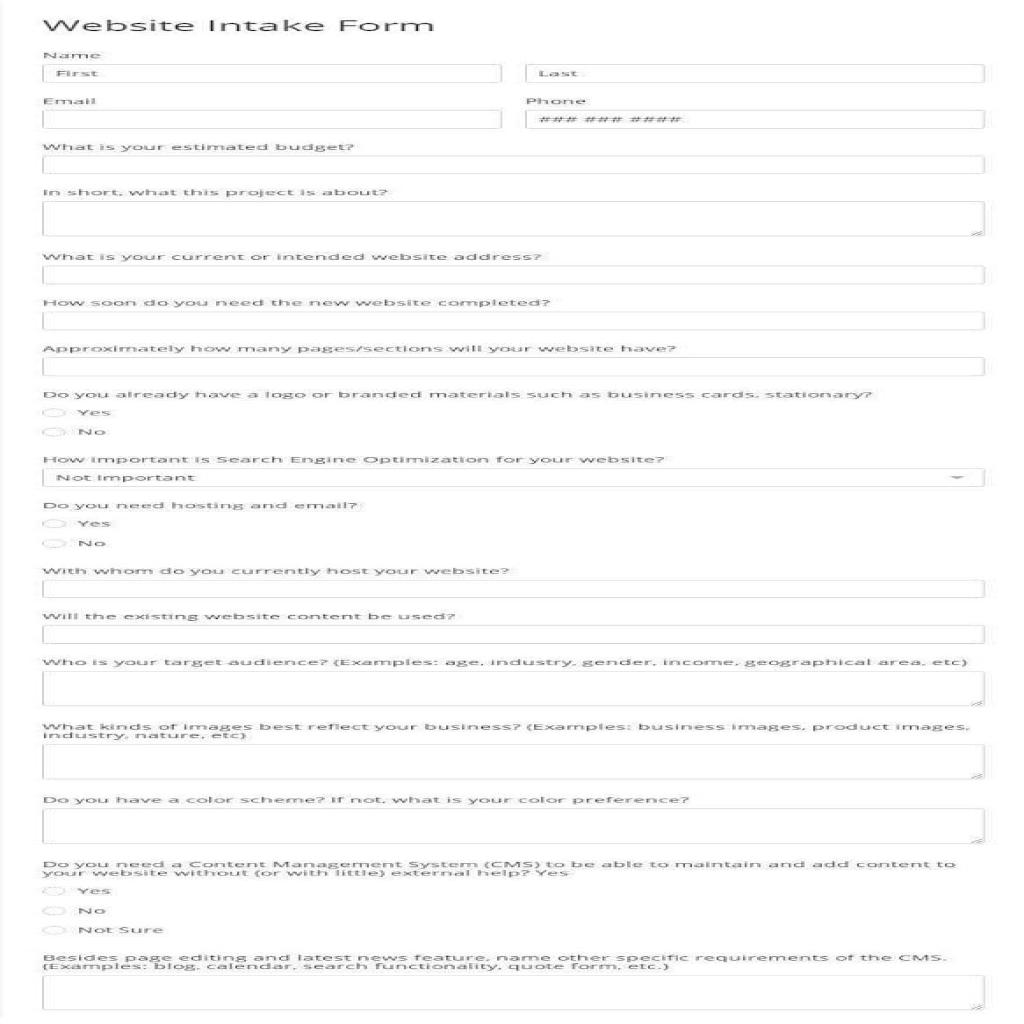 Website Intake Form
Name
First Last
Email Phone
### ### ####
What is your estimated budget?
In short, what this project is about?
What is your current or intended website address?
How soon do you need the new website completed?
Approximately how many pages/sections will your website have?
Do you already have a logo or branded materials such as business cards, stationary?
Yes
No
How important is Search Engine Optimization for your website?
Not Important
Do you need hosting and email?
Yes
No
With whom do you currently host your website?
Will the existing website content be used?
Who is your target audience? (Examples: age, industry, gender, income, geographical area, etc)
What kinds of images best reflect your business? (Examples: business images, product images,
industry, nature, etc)
Do you have a color scheme? If not, what is your color preference?
Do you need a Content Management System (CMS) to be able to maintain and add content to
your website without (or with little) external help? Yes
Yes
No
Not Sure
Besides page editing and latest news feature, name other specific requirements of the CMS.
(Examples: blog, calendar, search functionality, quote form, etc.)